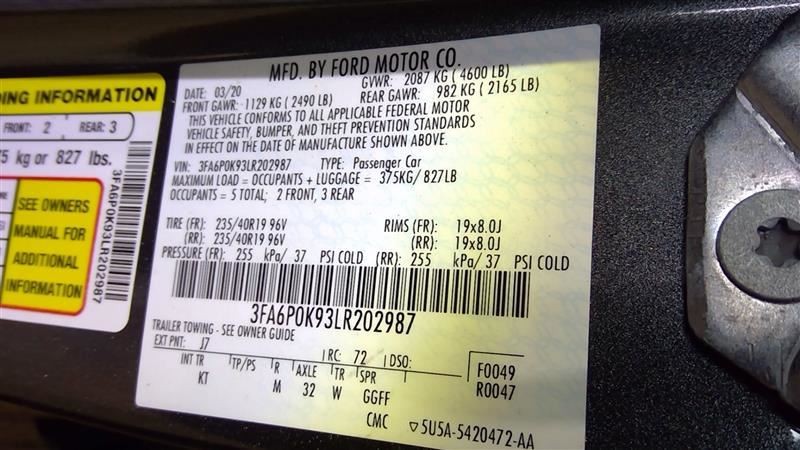 DING INFORMATION
FRONT: 2 REAR: 3
75 kg or 827 lbs.
SEE OWNERS
MANUAL FOR
ADDITIONAL
INFORMATION
3FA6P0K93LR202987
MFD. BY FORD MOTOR CO.
DATE: 03/20 GVWR: 2087 KG (4600 LB)
FRONT GAWR: 1129 KG (2490 LB) REAR GAWR: 982 KG (2165 LB)
THIS VEHICLE CONFORMS TO ALL APPLICABLE FEDERAL MOTOR
VEHICLE SAFETY, BUMPER, AND THEFT PREVENTION STANDARDS
IN EFFECT ON THE DATE OF MANUFACTURE SHOWN ABOVE.
VIN: 3FA6P0K93LR202987 TYPE: Passenger Car
MAXIMUM LOAD = OCCUPANTS + LUGGAGE = 375KG/827LB
OCCUPANTS = 5 TOTAL; 2 FRONT, 3 REAR
TIRE (FR): 235/40R19 96V RIMS (FR): 19x8.0J
(RR): 235/40R19 96V (RR): 19x8.0J
PRESSURE (FR): 255 kPa/ 37 PSI COLD (RR): 255 kPa/ 37 PSI COLD
3FA6P0K93LR202987
TRAILER TOWING - SEE OWNER GUIDE
EXT PNT: J7 RC: 72 DSO: F0049
INT TR TP/PS R AXLE TR SPR R0047
KT M 32 W GGFF
CMC ▽5U5A-5420472-AA